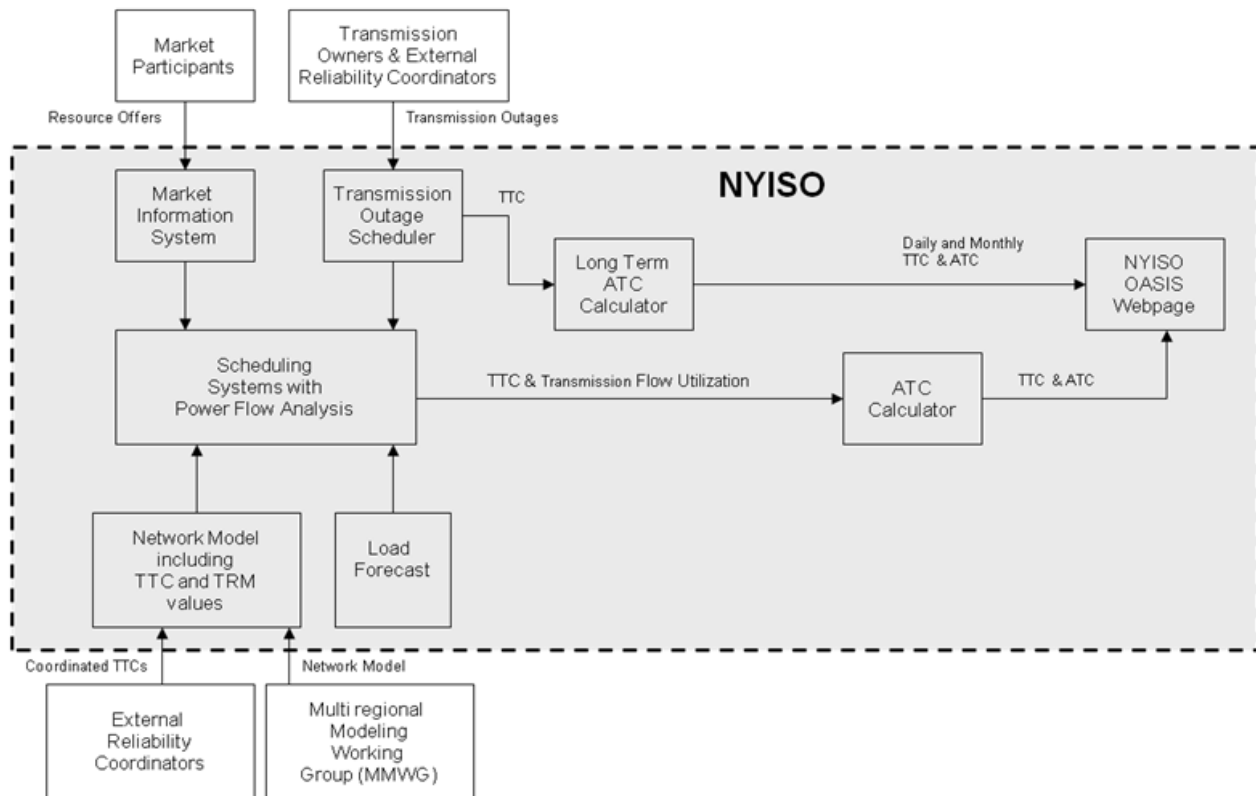 Market
Participants
Transmission
Owners & External
Reliability Coordinators
Resource Offers
Transmission Outages
NYISO
Market
Information
System
Transmission
Outage
Scheduler
TTC
Long Term
ATC
Calculator
Daily and Monthly
TTC & ATC
NYISO
OASIS
Webpage
Scheduling
Systems with
Power Flow Analysis
TTC & Transmission Flow Utilization
ATC
Calculator
TTC & ATC
Network Model
including
TTC and TRM
values
Load
Forecast
Coordinated TTCs
Network Model
External
Reliability
Coordinators
Multi regional
Modeling
Working
Group (MMWG)